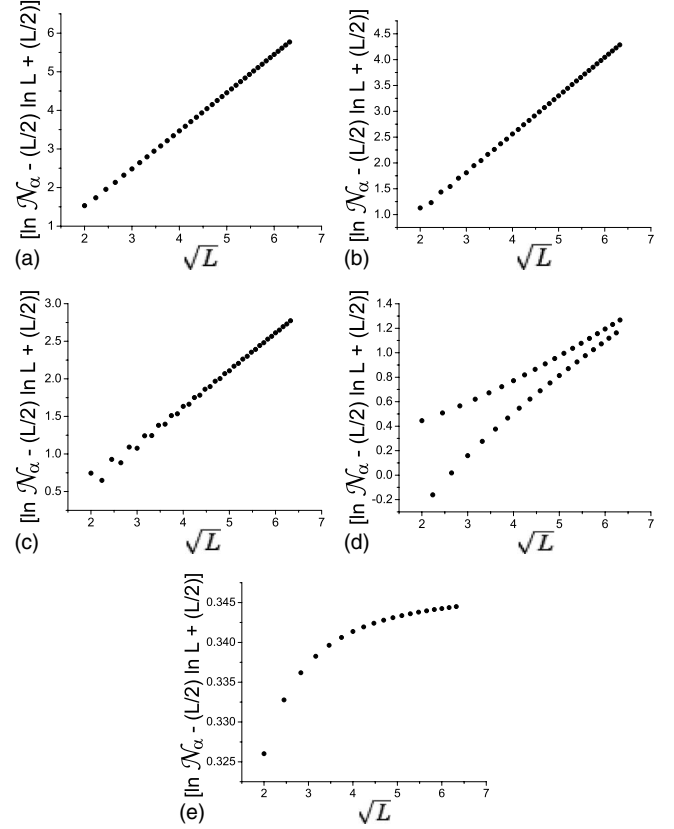 [ln 𝒩α - (L/2) ln L + (L/2)]
6
5
4
3
2
1
2 3 4 5 6 7
(a)
√L
[ln 𝒩α - (L/2) ln L + (L/2)]
4.5
4.0
3.5
3.0
2.5
2.0
1.5
1.0
2 3 4 5 6 7
(b)
√L
[ln 𝒩α - (L/2) ln L + (L/2)]
3.0
2.5
2.0
1.5
1.0
0.5
2 3 4 5 6 7
(c)
√L
[ln 𝒩α - (L/2) ln L + (L/2)]
1.4
1.2
1.0
0.8
0.6
0.4
0.2
0.0
-0.2
2 3 4 5 6 7
(d)
√L
[ln 𝒩α - (L/2) ln L + (L/2)]
0.345
0.340
0.335
0.330
0.325
2 3 4 5 6 7
(e)
√L